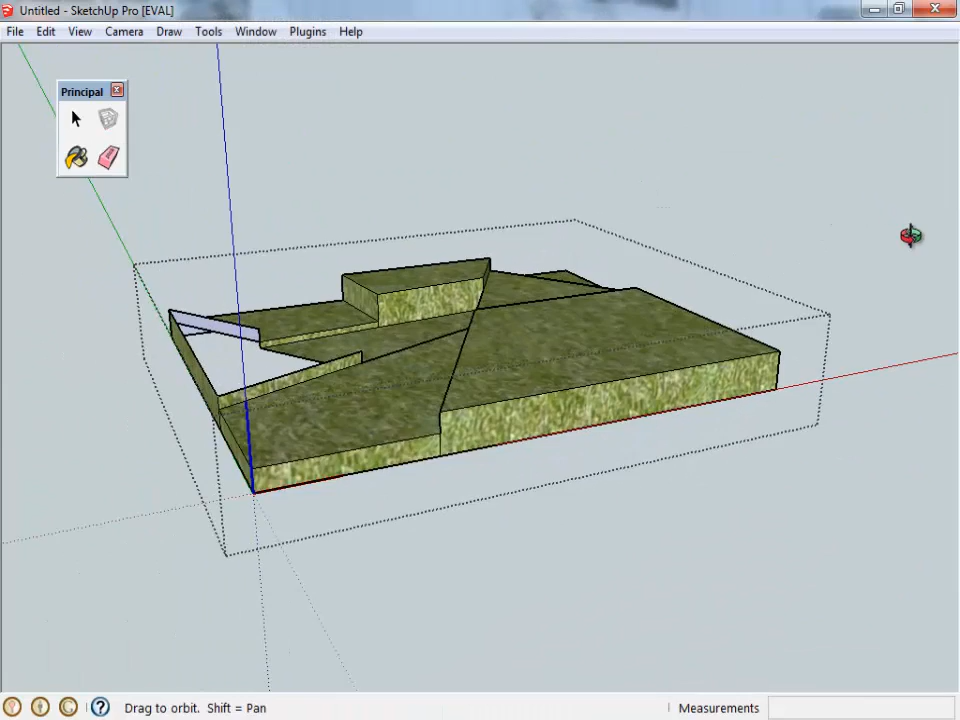 Untitled - SketchUp Pro [EVAL]
File Edit View Camera Draw Tools Window Plugins Help
Principal
Drag to orbit. Shift = Pan
Measurements